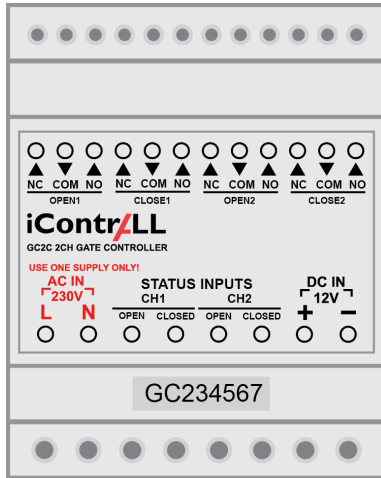 NC COM NO NC COM NO NC COM NO NC COM NO
OPEN1 CLOSE1 OPEN2 CLOSE2
iContrALL
GC2C 2CH GATE CONTROLLER
USE ONE SUPPLY ONLY!
AC IN STATUS INPUTS DC IN
230V CH1 CH2 12V
L N OPEN CLOSED OPEN CLOSED + −
GC234567